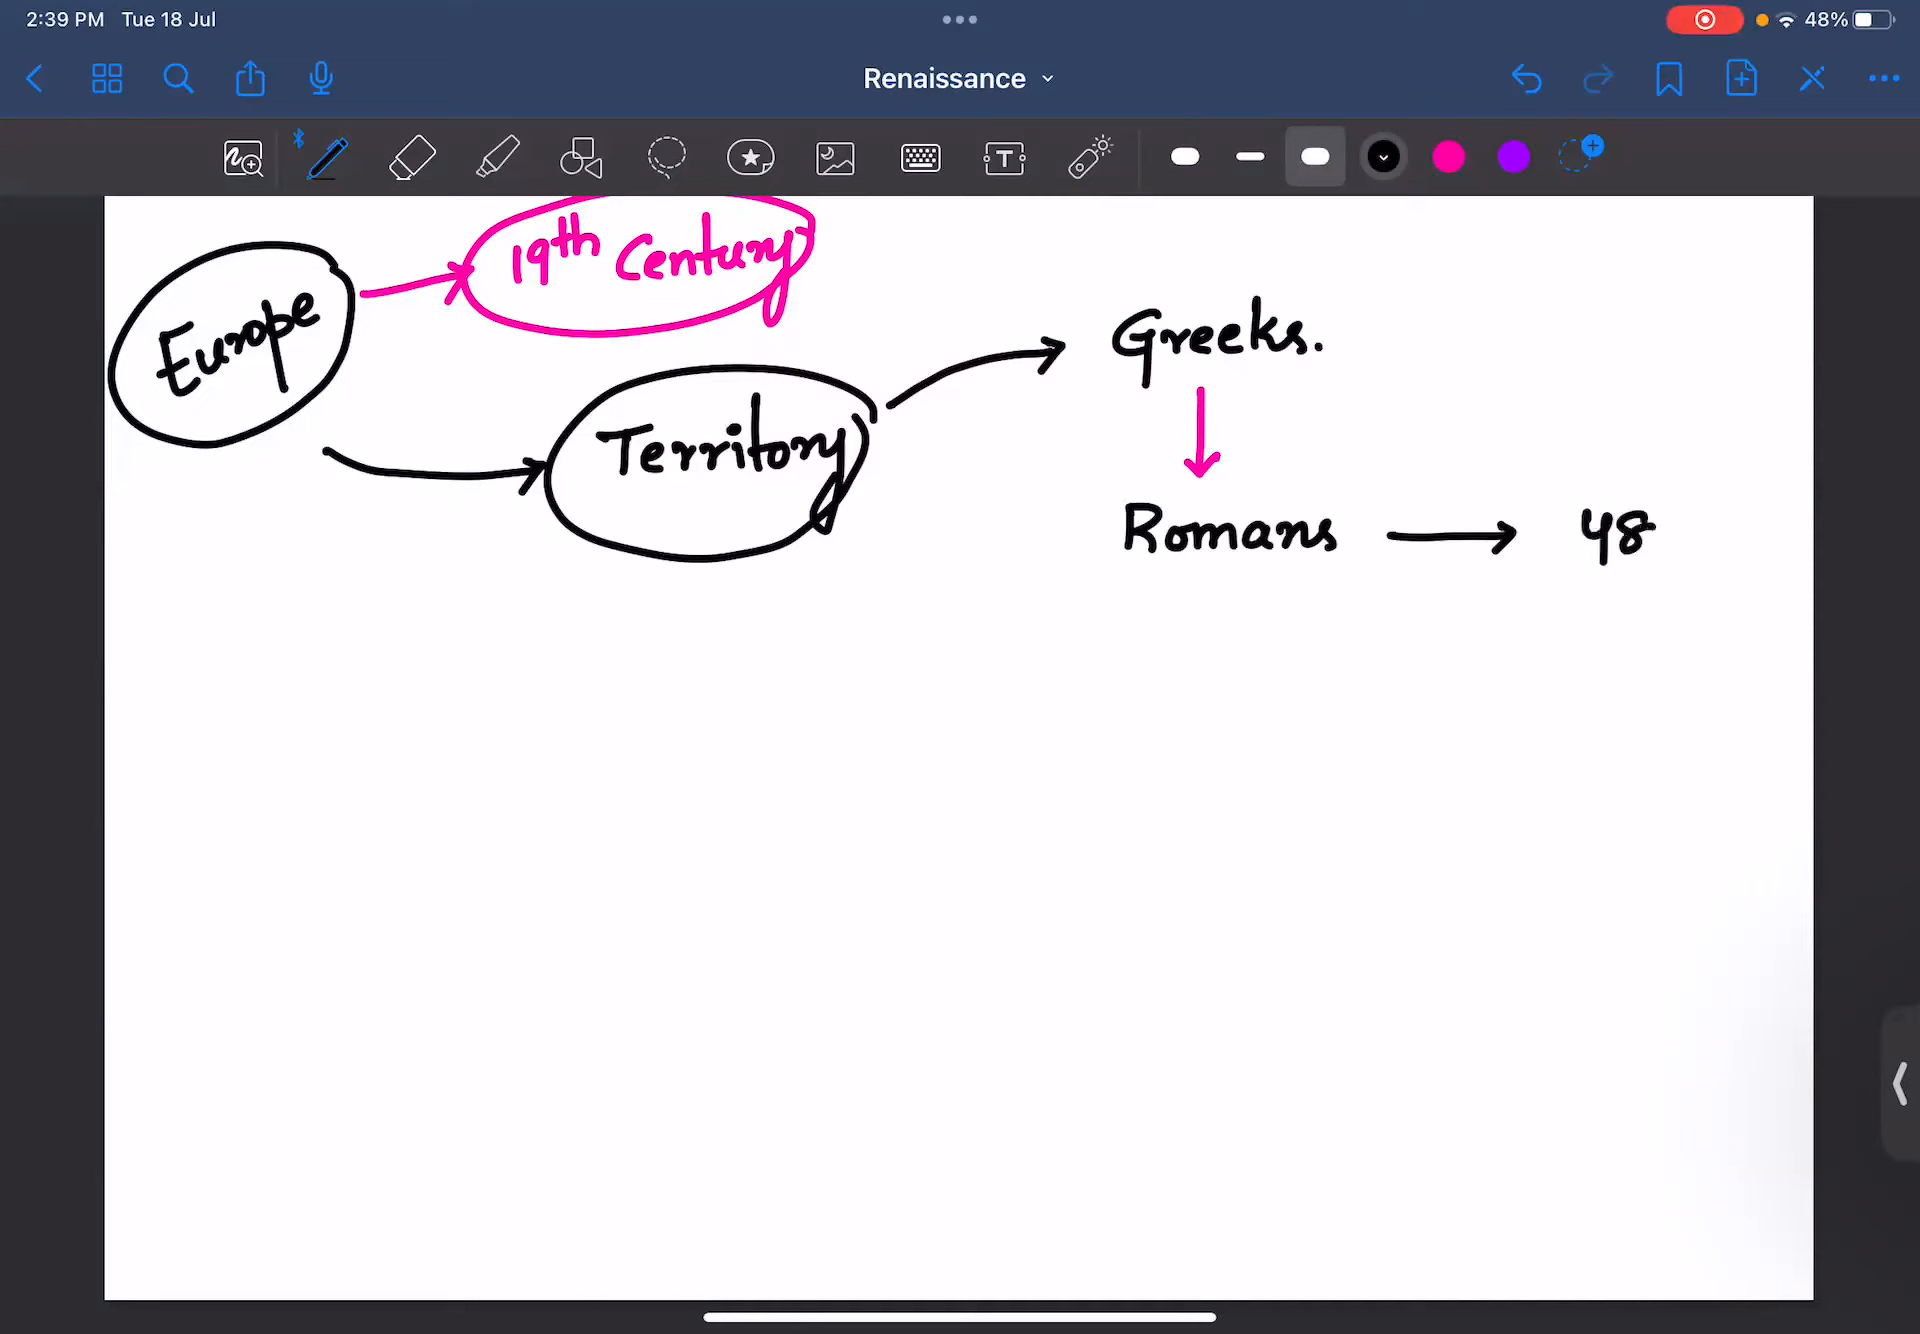 2:39 PM Tue 18 Jul
48%
Renaissance
T
19th Century
Europe
Greeks.
Territory
Romans 48